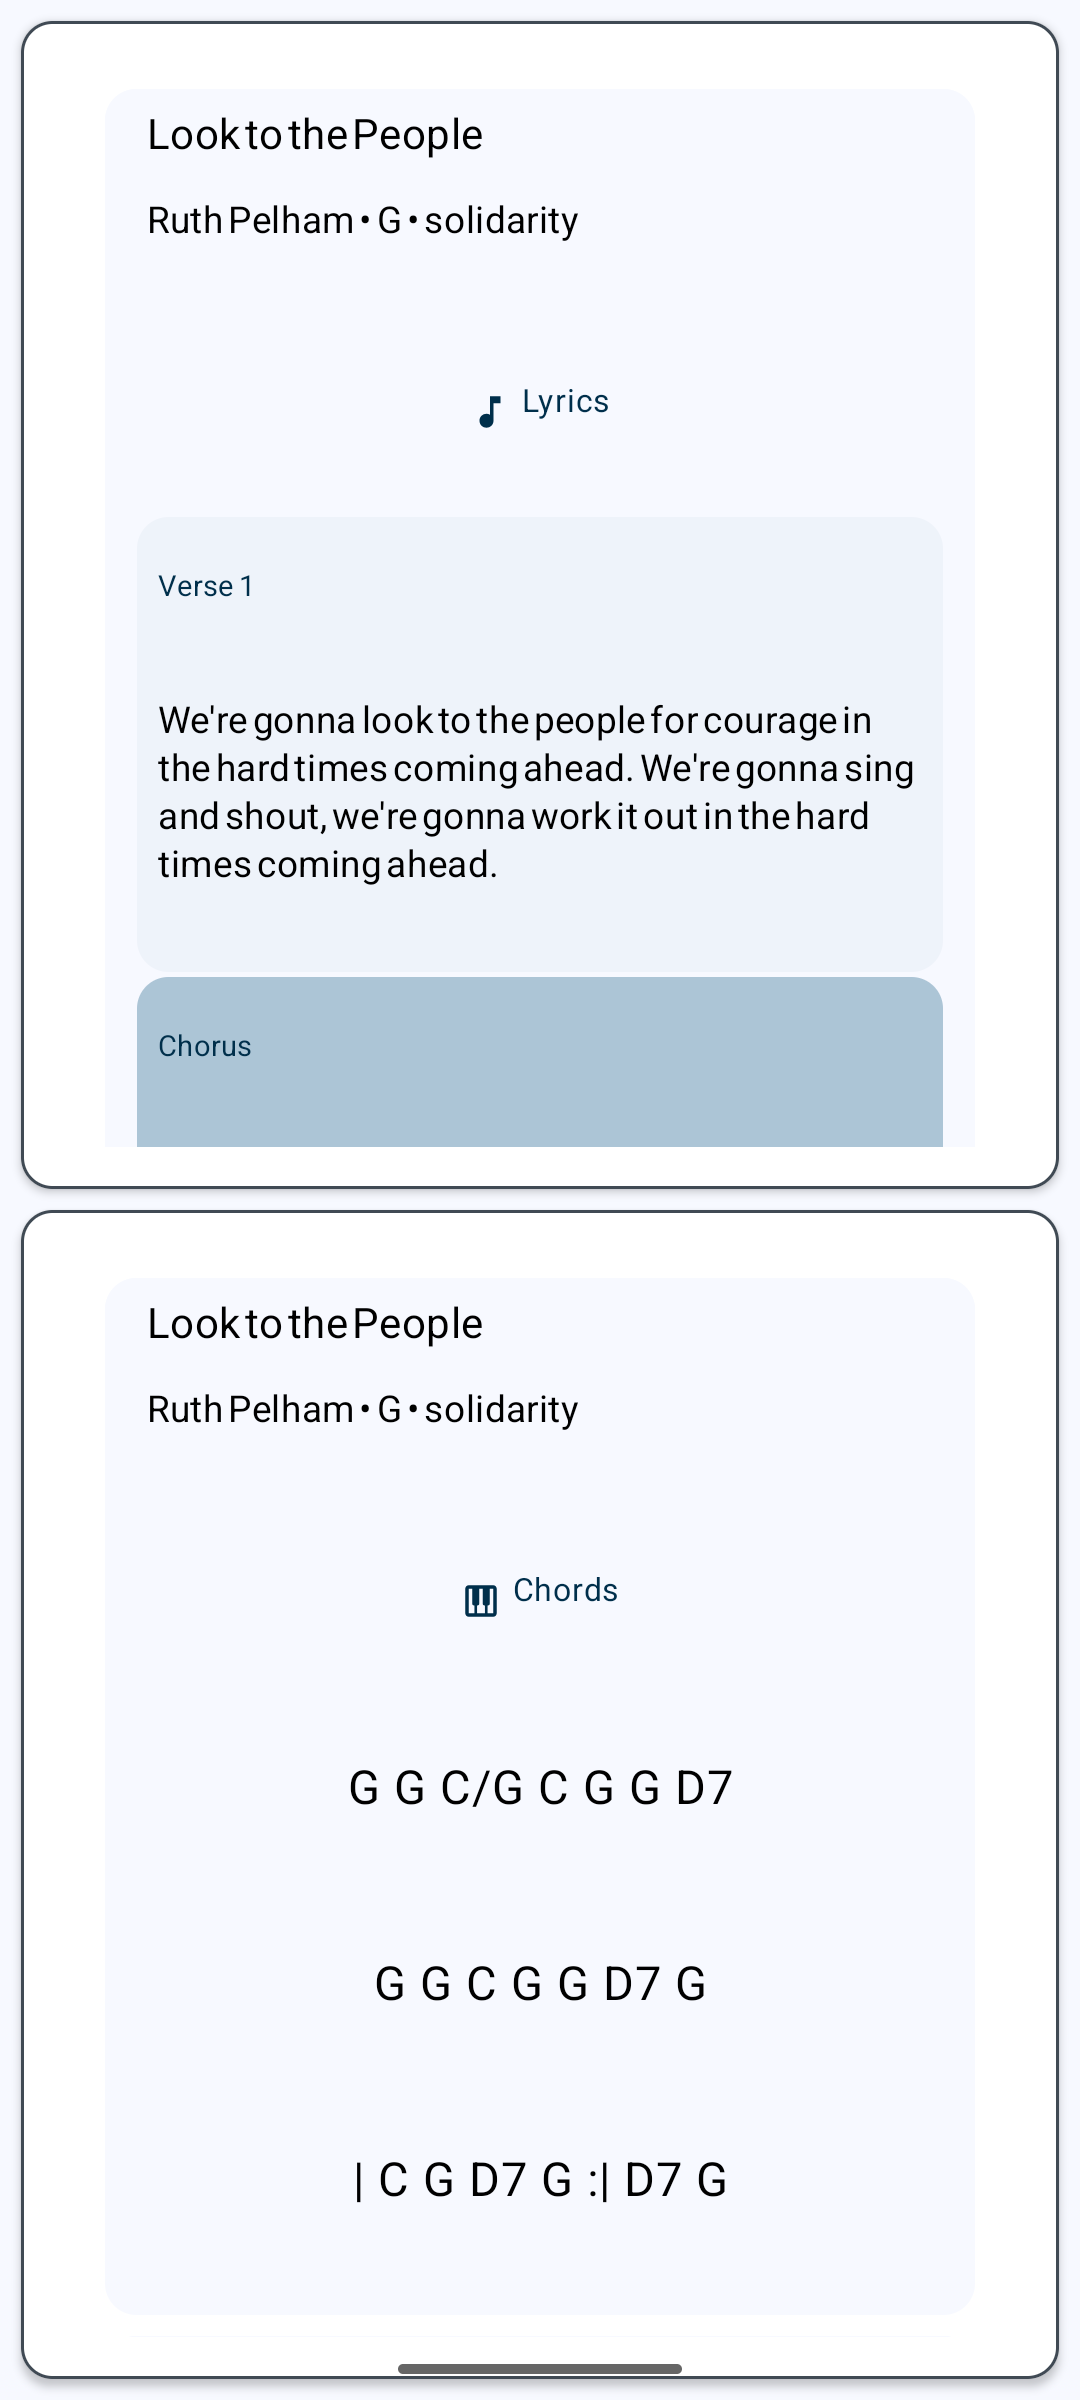 Look to the People
Ruth Pelham • G • solidarity
Lyrics
Verse 1
We're gonna look to the people for courage in
the hard times coming ahead. We're gonna sing
and shout, we're gonna work it out in the hard
times coming ahead.
Chorus
Look to the People
Ruth Pelham • G • solidarity
Chords
G G C/G C G G D7
G G C G G D7 G
| C G D7 G :| D7 G